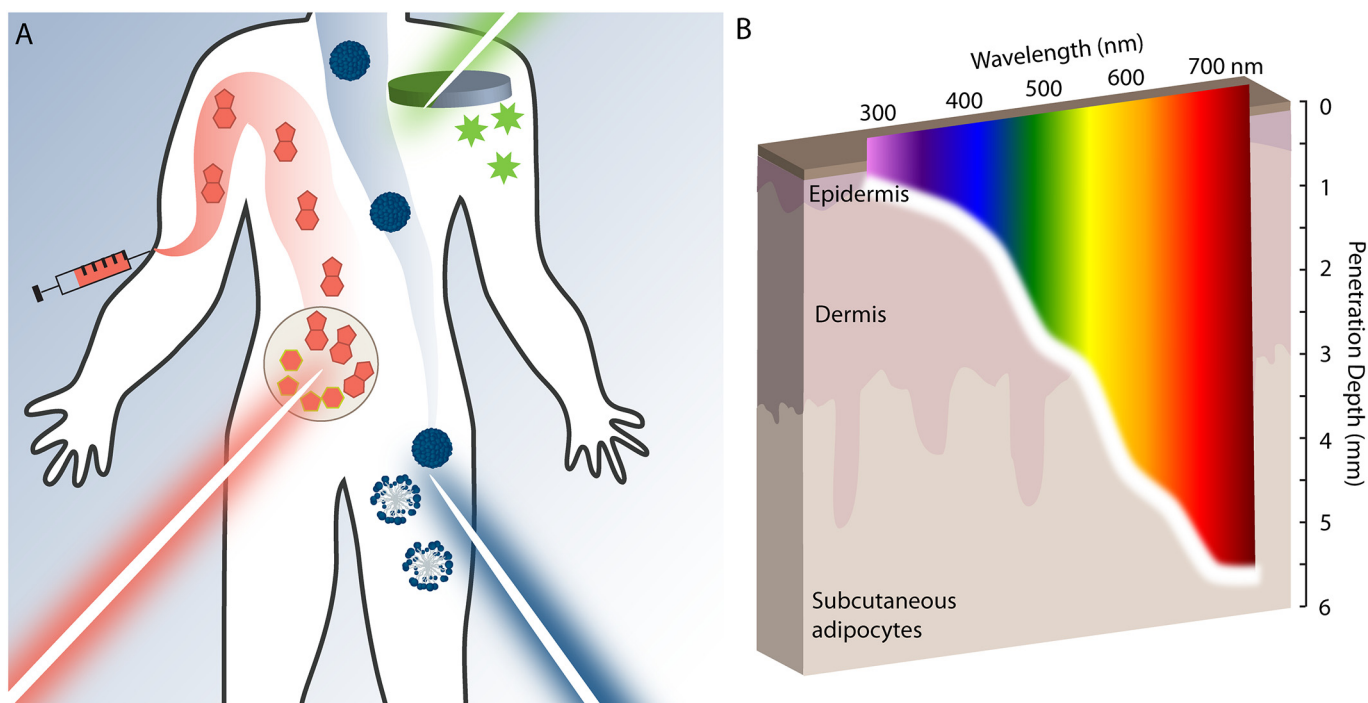 A
B
Wavelength (nm)
300
400
500
600
700 nm
0
1
2
3
4
5
6
Penetration Depth (mm)
Epidermis
Dermis
Subcutaneous
adipocytes